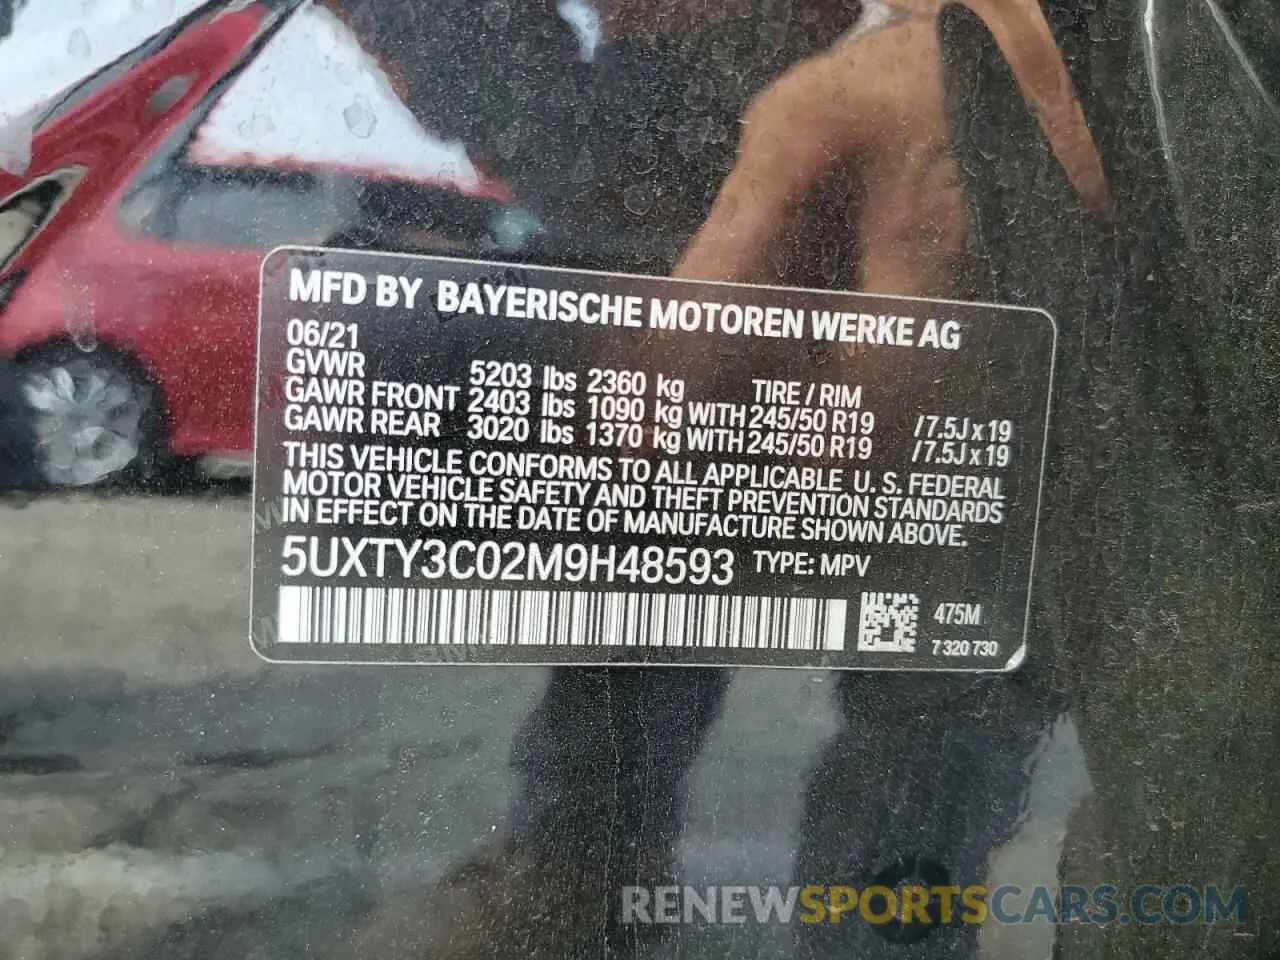 MFD BY BAYERISCHE MOTOREN WERKE AG
06/21
GVWR 5203 lbs 2360 kg TIRE / RIM
GAWR FRONT 2403 lbs 1090 kg WITH 245/50 R19 / 7.5J x 19
GAWR REAR 3020 lbs 1370 kg WITH 245/50 R19 / 7.5J x 19
THIS VEHICLE CONFORMS TO ALL APPLICABLE U. S. FEDERAL
MOTOR VEHICLE SAFETY AND THEFT PREVENTION STANDARDS
IN EFFECT ON THE DATE OF MANUFACTURE SHOWN ABOVE.
5UXTY3C02M9H48593 TYPE: MPV
475M
7 320 730
RENEWSPORTSCARS.COM